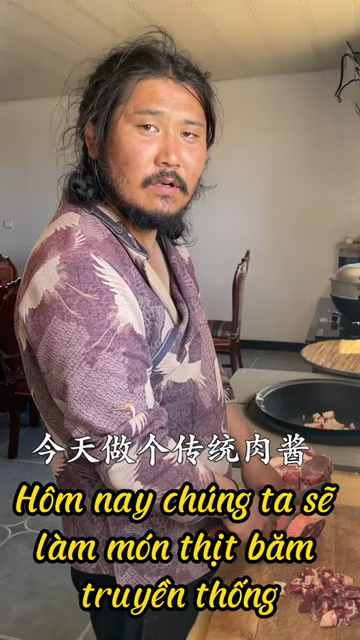 今天做个传统肉酱
Hôm nay chúng ta sẽ
làm món thịt băm
truyền thống